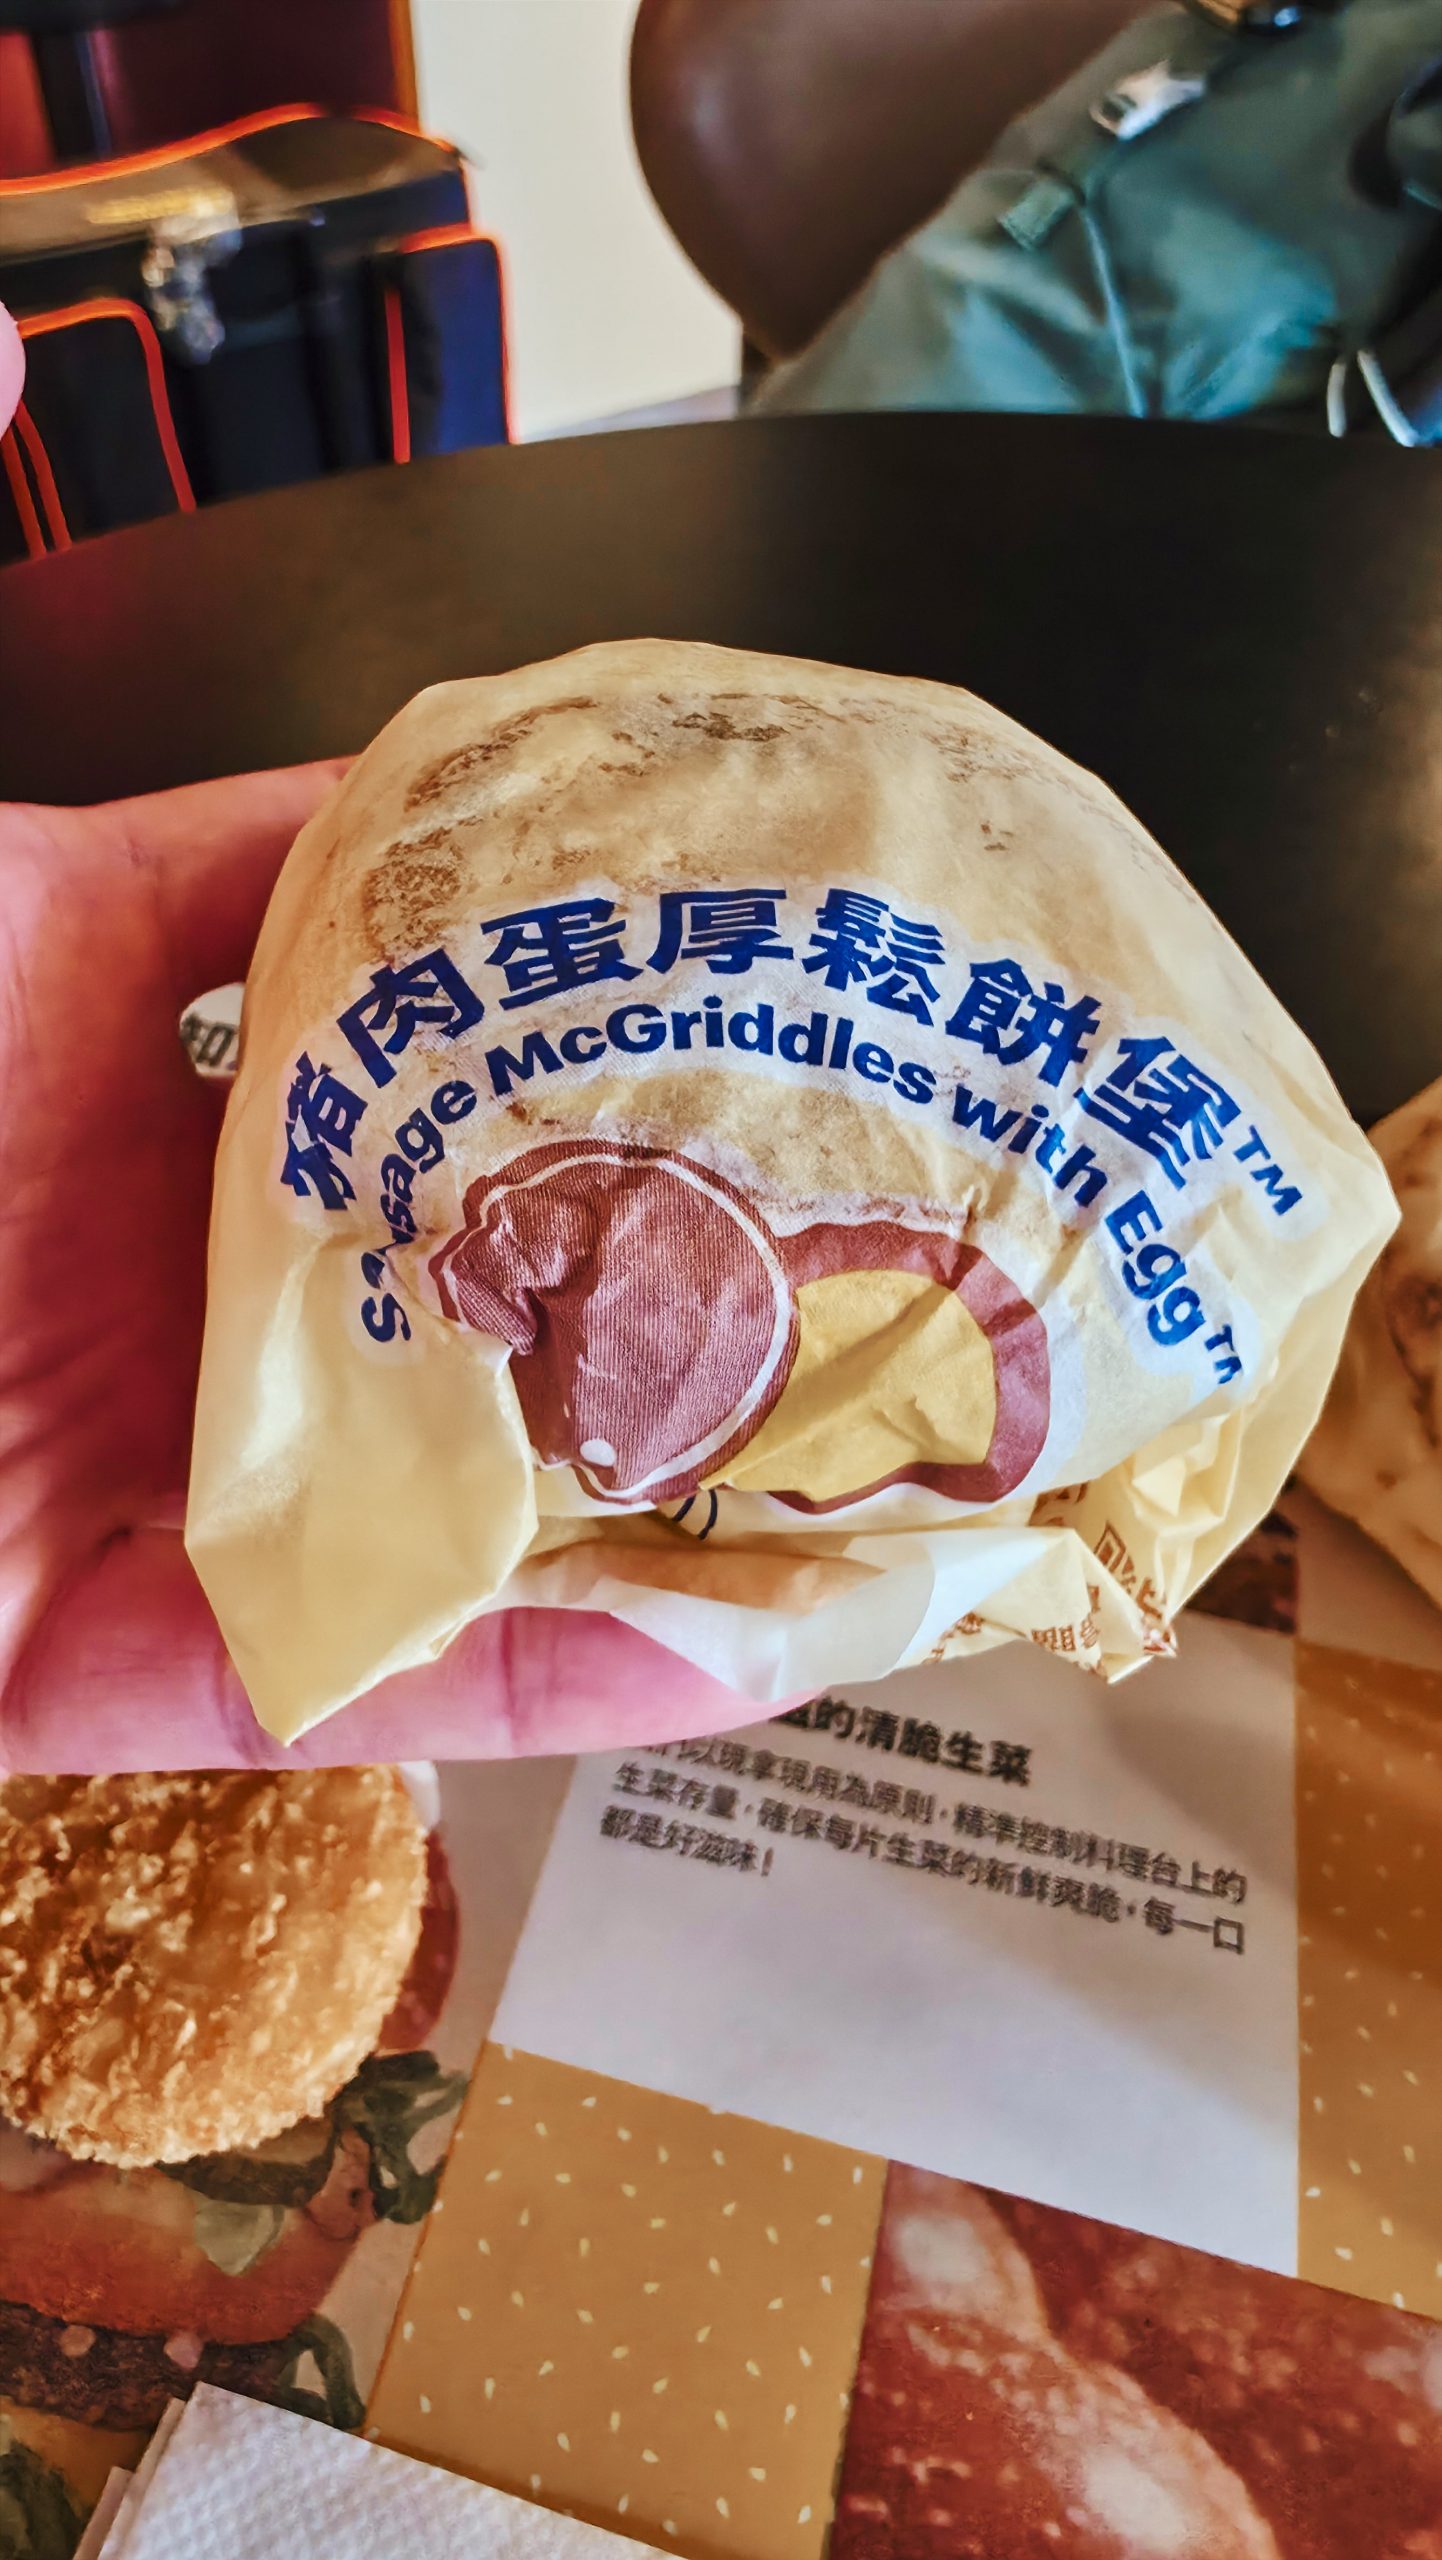 豬肉蛋厚鬆餅堡™
Sausage McGriddles with Egg™
的清脆生菜
以現拿現用為原則，精準控制料理台上的
生菜存量，確保每片生菜的新鮮爽脆，每一口
都是好滋味！